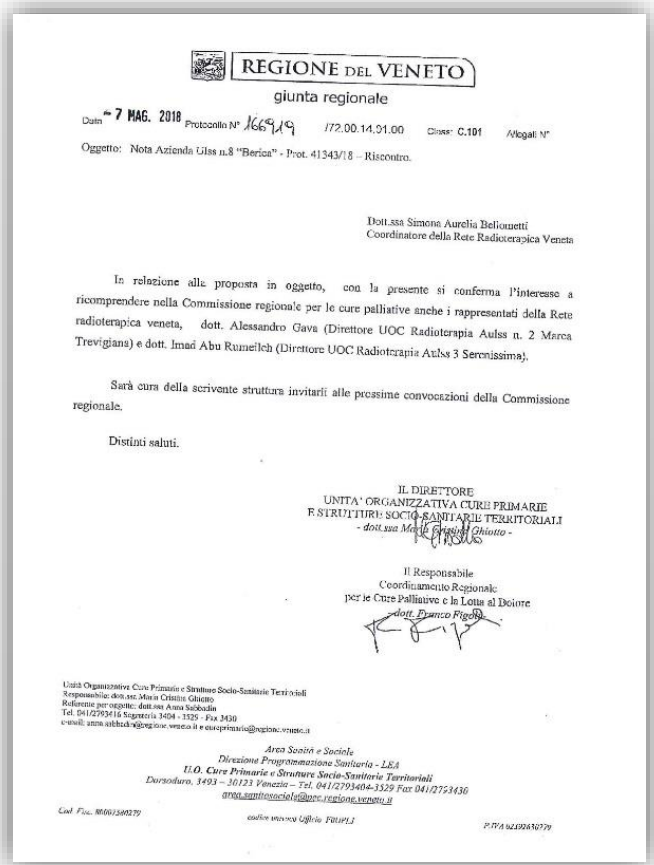 REGIONE DEL VENETO
giunta regionale
Data - 7 MAG. 2018 Protocollo N° 166919 /72.00.14.01.00 Class: C.101 Allegati N°
Oggetto: Nota Azienda Ulss n.8 "Berica" - Prot. 41343/18 – Riscontro.
Dott.ssa Simona Aurelia Bellometti
Coordinatore della Rete Radioterapica Veneta
In relazione alla proposta in oggetto, con la presente si conferma l'interesse a
ricomprendere nella Commissione regionale per le cure palliative anche i rappresentati della Rete
radioterapica veneta, dott. Alessandro Gava (Direttore UOC Radioterapia Aulss n. 2 Marca
Trevigiana) e dott. Imad Abu Rumeileh (Direttore UOC Radioterapia Aulss 3 Serenissima).
Sarà cura della scrivente struttura invitarli alle prossime convocazioni della Commissione
regionale.
Distinti saluti.
IL DIRETTORE
UNITA' ORGANIZZATIVA CURE PRIMARIE
E STRUTTURE SOCIO-SANITARIE TERRITORIALI
- dott.ssa Maria Cristina Ghiotto -
Il Responsabile
Coordinamento Regionale
per le Cure Palliative e la Lotta al Dolore
dott. Franco Figoli
Unità Organizzativa Cure Primarie e Strutture Socio-Sanitarie Territoriali
Responsabile: dott.ssa Maria Cristina Ghiotto
Referente per oggetto: dott.ssa Anna Sabbadin
Tel. 041/2793416 Segreteria 3404 - 3529 - Fax 3430
e-mail: anna.sabbadin@regione.veneto.it e cureprimarie@regione.veneto.it
Area Sanità e Sociale
Direzione Programmazione Sanitaria - LEA
U.O. Cure Primarie e Strutture Socio-Sanitarie Territoriali
Dorsoduro, 3493 – 30123 Venezia – Tel. 041/2793404-3529 Fax 041/2793430
area.sanitasociale@pec.regione.veneto.it
Cod. Fisc. 80007580279
codice univoco Ufficio
P.IVA 02392630279